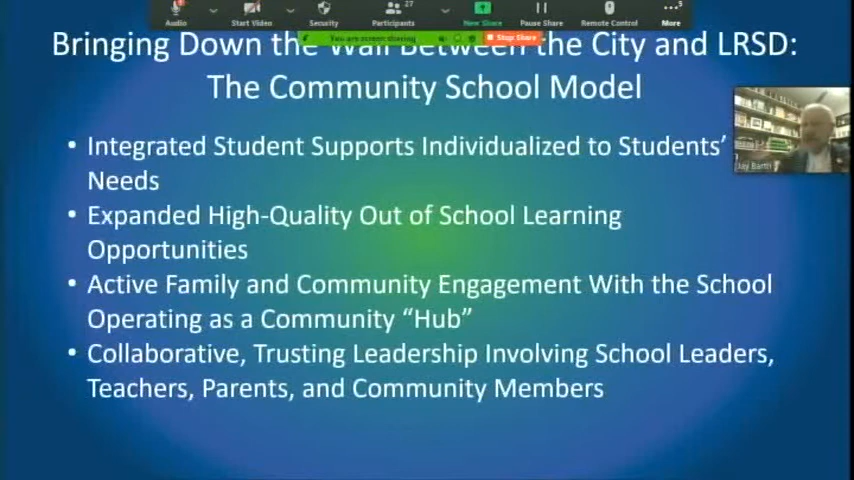 27
5
Audio
Start Video
Security
Participants
New Share
Pause Share
Remote Control
More
You are screen sharing
Stop Share
Bringing Down the Wall Between the City and LRSD:
The Community School Model
Jay Barth
• Integrated Student Supports Individualized to Students'
Needs
• Expanded High-Quality Out of School Learning
Opportunities
• Active Family and Community Engagement With the School
Operating as a Community “Hub”
• Collaborative, Trusting Leadership Involving School Leaders,
Teachers, Parents, and Community Members